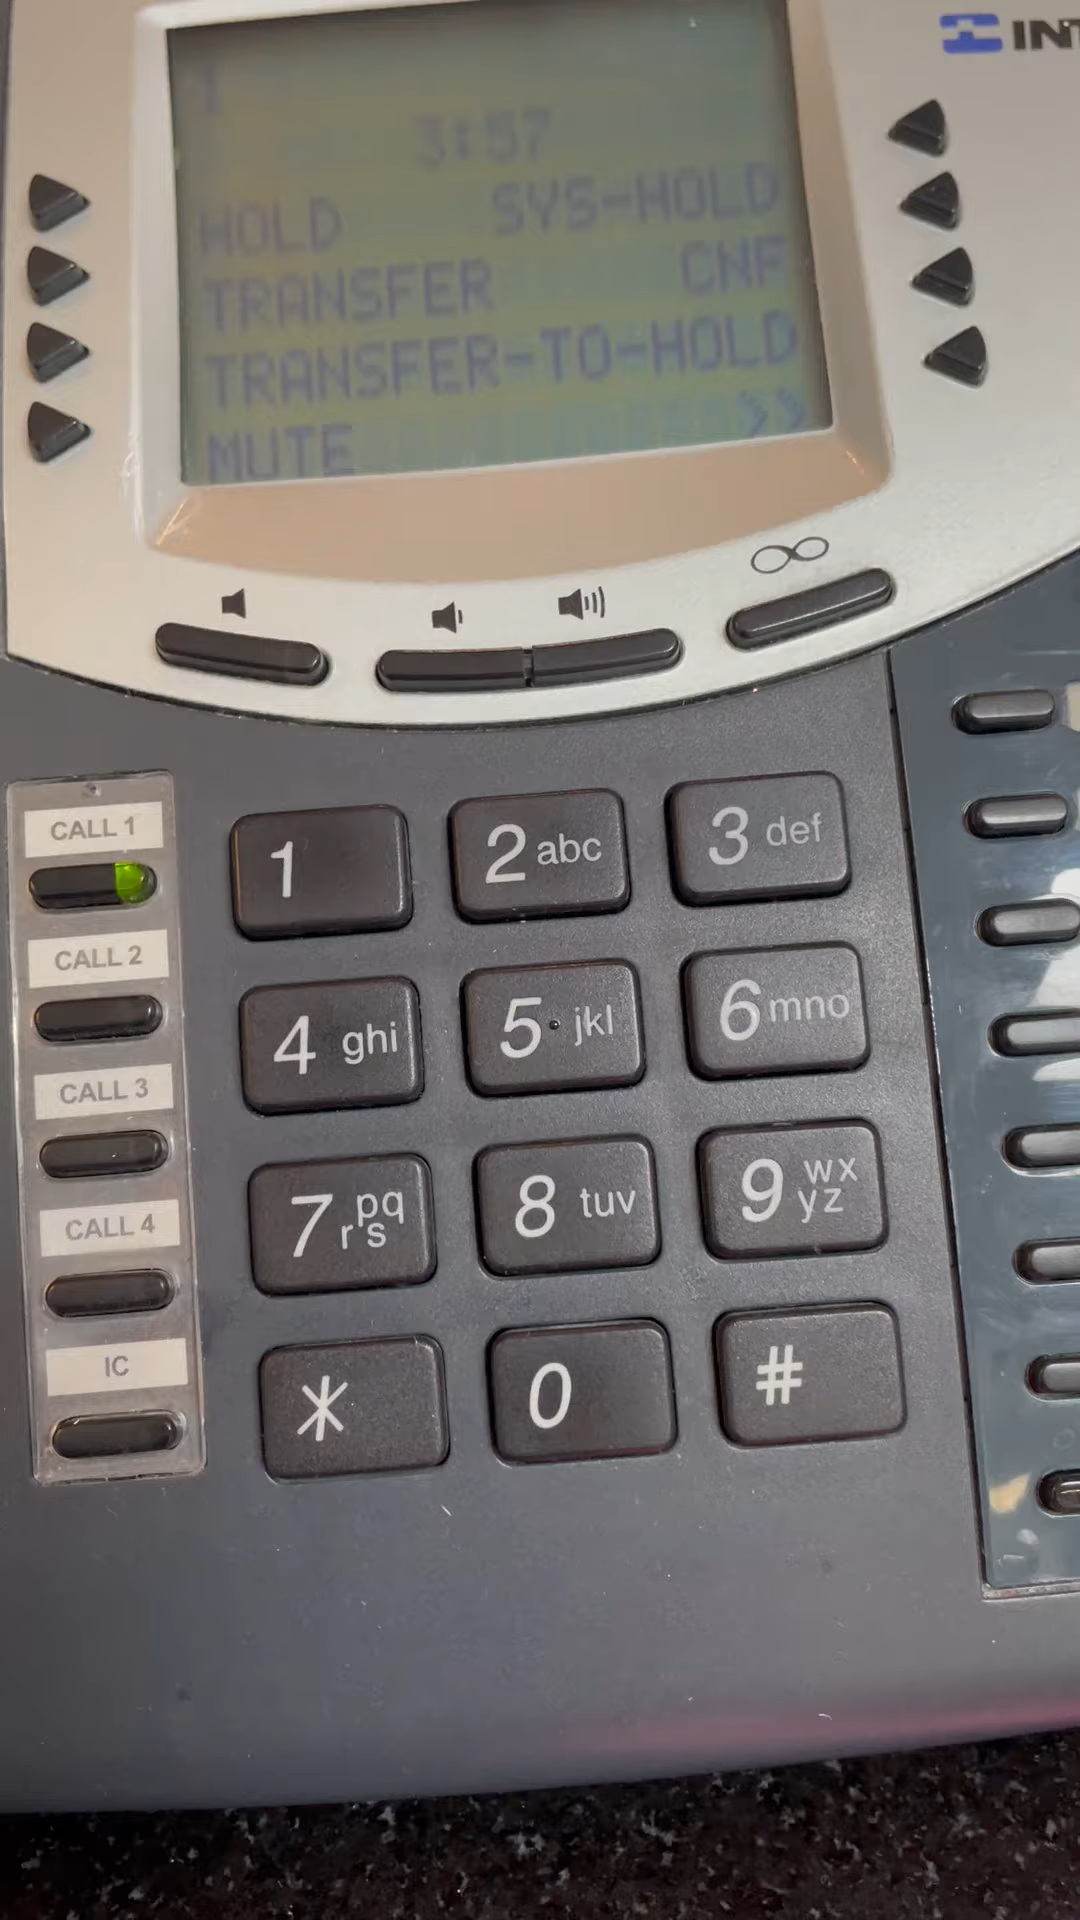 INT
3:57
HOLD SYS-HOLD
TRANSFER CNF
TRANSFER-TO-HOLD
MUTE >>
CALL 1
1 2 abc 3 def
CALL 2
4 ghi 5 jkl 6 mno
CALL 3
7 pqrs 8 tuv 9 wxyz
CALL 4
IC
* 0 #